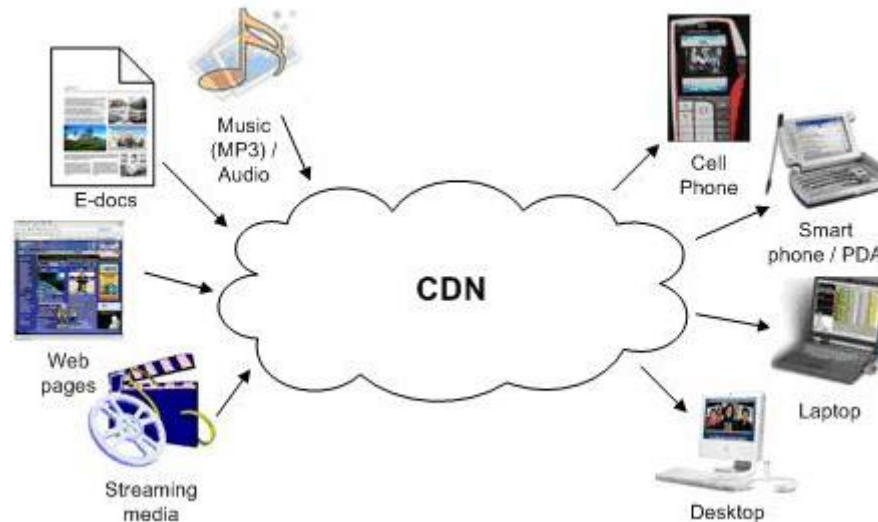 Music
(MP3) /
Audio
E-docs
Web
pages
Streaming
media
CDN
Cell
Phone
Smart
phone / PDA
Laptop
Desktop